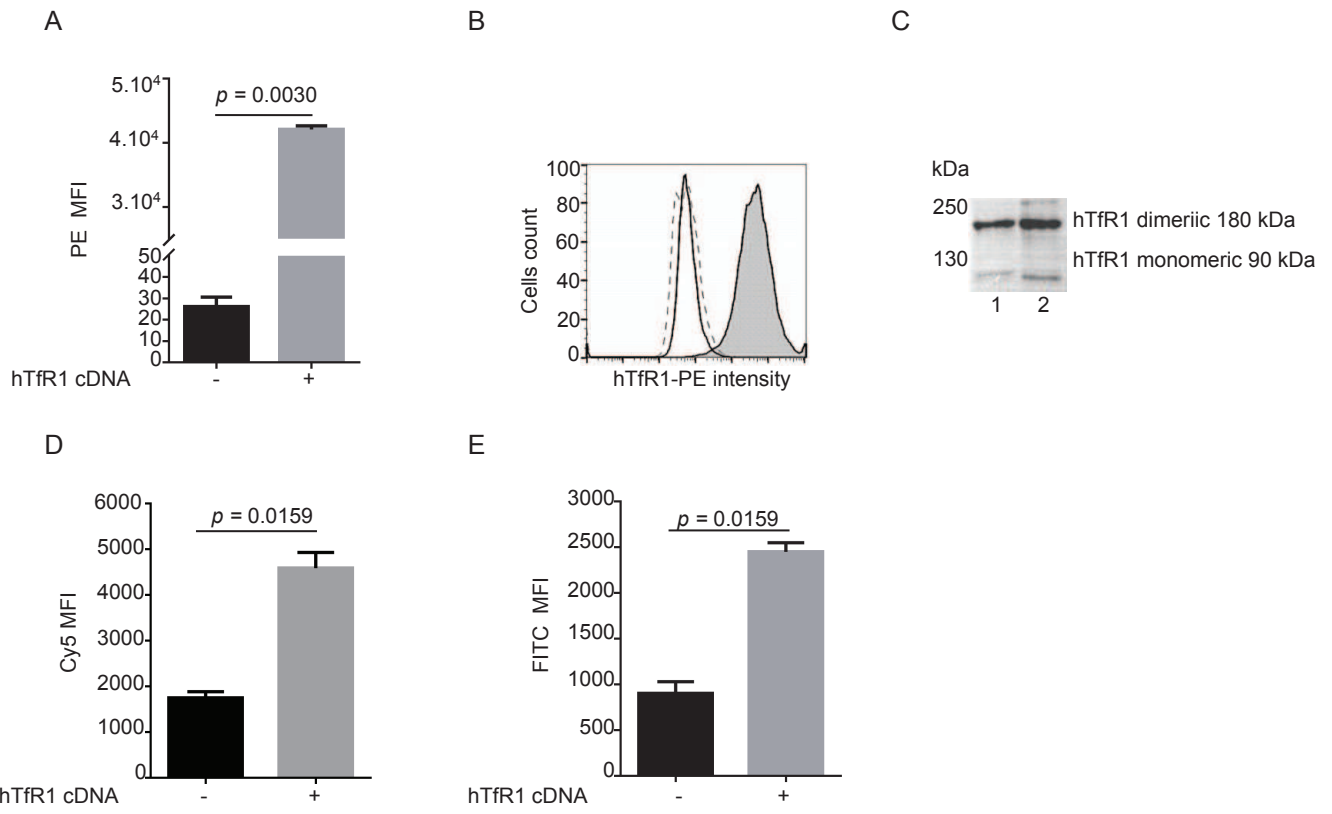 A
5.10⁴
4.10⁴
3.10⁴
50
40
30
20
10
0
PE MFI
p = 0.0030
hTfR1 cDNA - +
B
100
80
60
40
20
0
Cells count
hTfR1-PE intensity
C
kDa
250
130
hTfR1 dimeriic 180 kDa
hTfR1 monomeric 90 kDa
1 2
D
6000
5000
4000
3000
2000
1000
0
Cy5 MFI
p = 0.0159
hTfR1 cDNA - +
E
3000
2500
2000
1500
1000
500
0
FITC MFI
p = 0.0159
hTfR1 cDNA - +